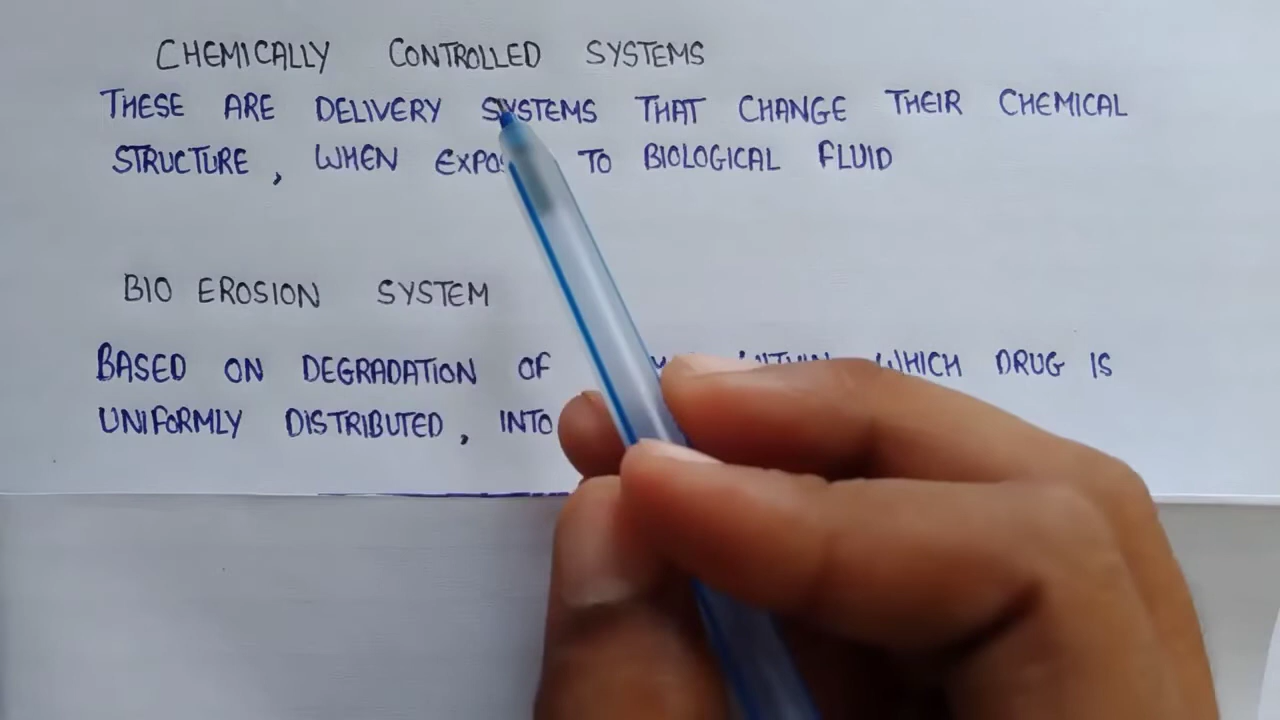 CHEMICALLY CONTROLLED SYSTEMS
THESE ARE DELIVERY SYSTEMS THAT CHANGE THEIR CHEMICAL
STRUCTURE, WHEN TO BIOLOGICAL FLUID
BIO EROSION SYSTEM
BASED ON DEGRADATION OF WHICH DRUG IS
UNIFORMLY DISTRIBUTED, INTO